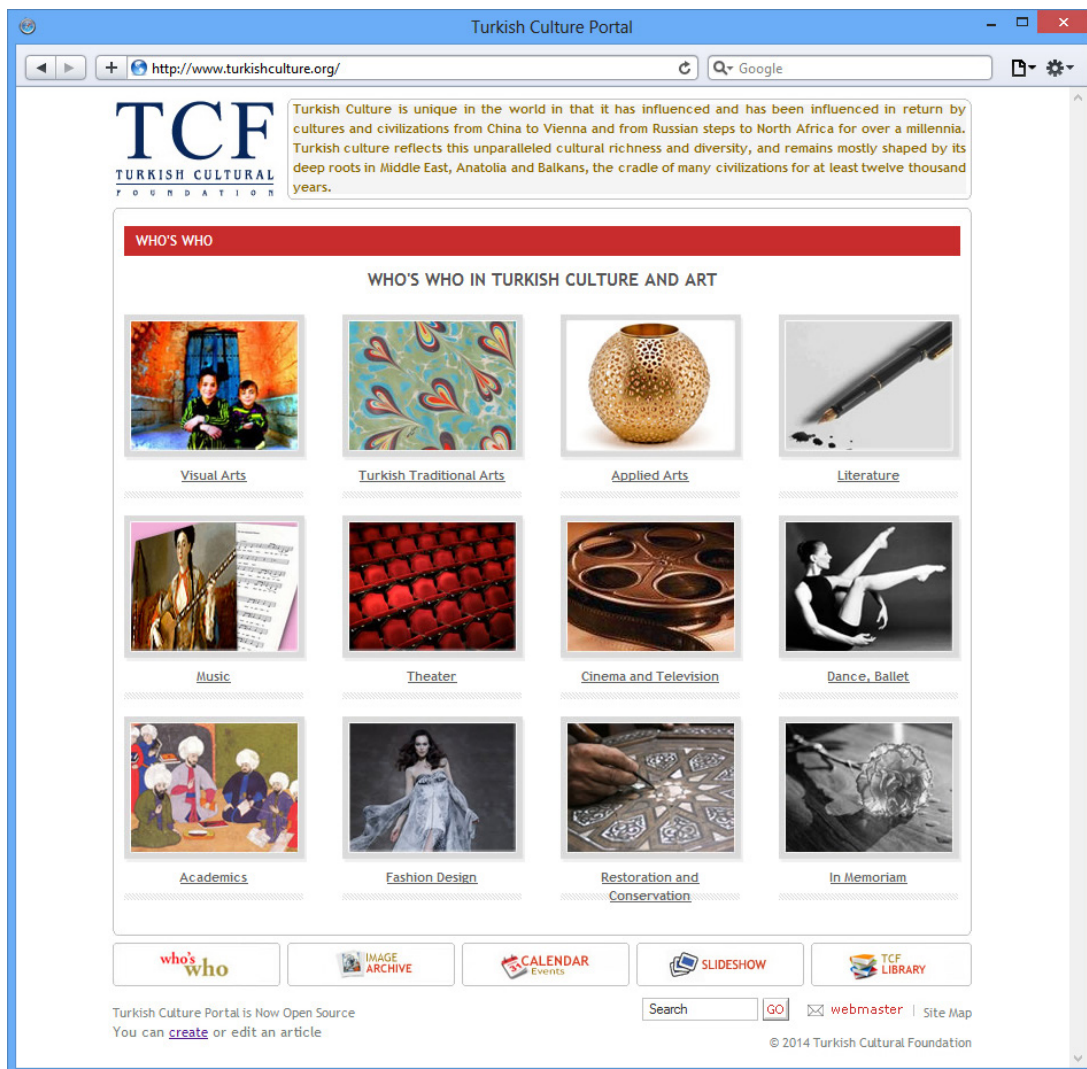 Turkish Culture Portal
http://www.turkishculture.org/
Google
TCF
TURKISH CULTURAL
FOUNDATION
Turkish Culture is unique in the world in that it has influenced and has been influenced in return by
cultures and civilizations from China to Vienna and from Russian steps to North Africa for over a millennia.
Turkish culture reflects this unparalleled cultural richness and diversity, and remains mostly shaped by its
deep roots in Middle East, Anatolia and Balkans, the cradle of many civilizations for at least twelve thousand
years.
WHO'S WHO
WHO'S WHO IN TURKISH CULTURE AND ART
Visual Arts
Turkish Traditional Arts
Applied Arts
Literature
Music
Theater
Cinema and Television
Dance, Ballet
Academics
Fashion Design
Restoration and
Conservation
In Memoriam
who's
who
IMAGE
ARCHIVE
31
CALENDAR
Events
SLIDESHOW
TCF
LIBRARY
Turkish Culture Portal is Now Open Source
You can create or edit an article
Search
GO
webmaster | Site Map
© 2014 Turkish Cultural Foundation